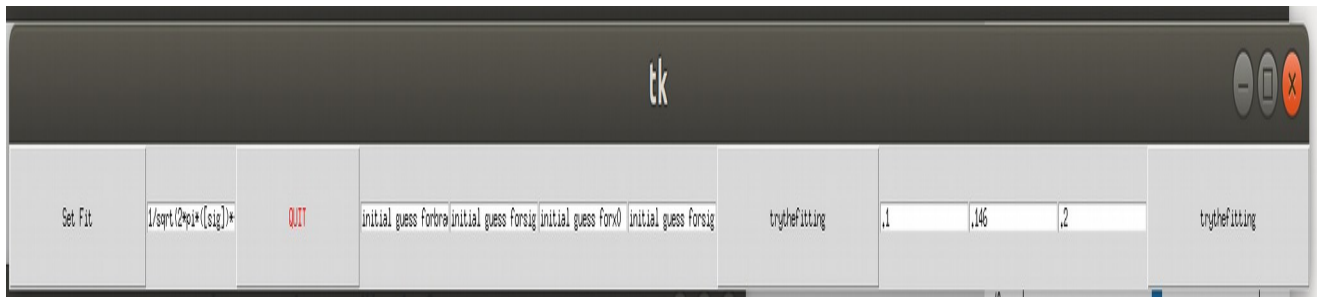 tk
Set Fit
1/sqrt(2*pi*([sig])*
QUIT
initial guess forbra
initial guess forsig
initial guess forx0
initial guess forsig
trythefitting
.1
.146
.2
trythefitting